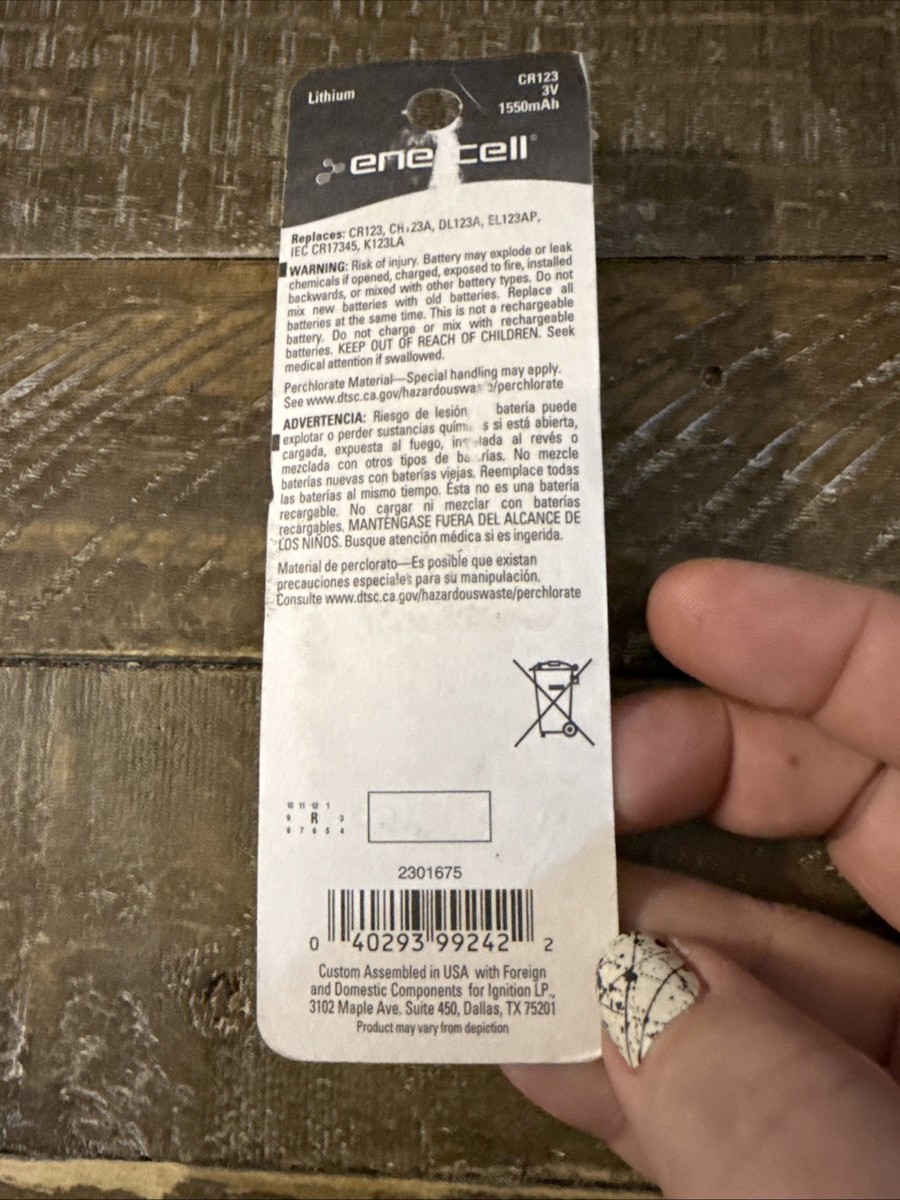 Lithium
CR123
3V
1550mAh
enercell®
Replaces: CR123, CR123A, DL123A, EL123AP,
IEC CR17345, K123LA
WARNING: Risk of injury. Battery may explode or leak
chemicals if opened, charged, exposed to fire, installed
backwards, or mixed with other battery types. Do not
mix new batteries with old batteries. Replace all
batteries at the same time. This is not a rechargeable
battery. Do not charge or mix with rechargeable
batteries. KEEP OUT OF REACH OF CHILDREN. Seek
medical attention if swallowed.
Perchlorate Material—Special handling may apply.
See www.dtsc.ca.gov/hazardouswaste/perchlorate
ADVERTENCIA: Riesgo de lesión batería puede
explotar o perder sustancias químicas si está abierta,
cargada, expuesta al fuego, instalada al revés o
mezclada con otros tipos de baterías. No mezcle
baterías nuevas con baterías viejas. Reemplace todas
las baterías al mismo tiempo. Ésta no es una batería
recargable. No cargar ni mezclar con baterías
recargables. MANTÉNGASE FUERA DEL ALCANCE DE
LOS NIÑOS. Busque atención médica si es ingerida.
Material de perclorato—Es posible que existan
precauciones especiales para su manipulación.
Consulte www.dtsc.ca.gov/hazardouswaste/perchlorate
10 11 12 1
9 R 3
8 7 6 5 4
2301675
0 40293 99242 2
Custom Assembled in USA with Foreign
and Domestic Components for Ignition LP.,
3102 Maple Ave. Suite 450, Dallas, TX 75201
Product may vary from depiction